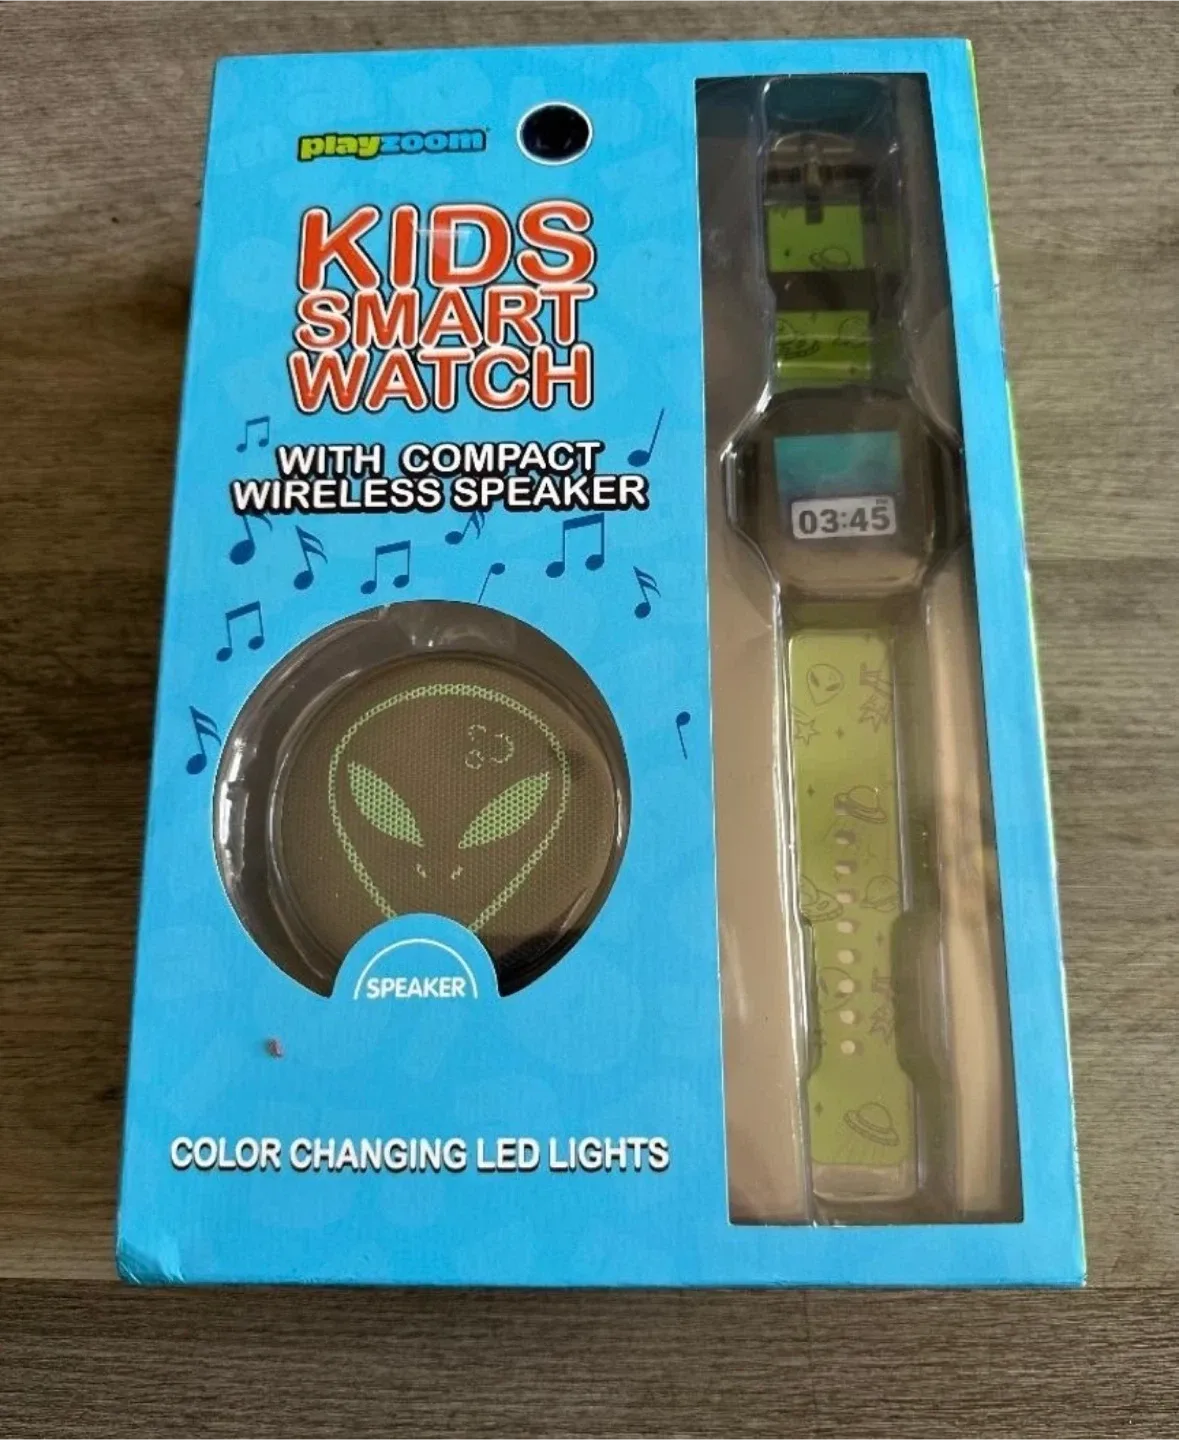 playzoom
KIDS
SMART
WATCH
WITH COMPACT
WIRELESS SPEAKER
03:45
SPEAKER
COLOR CHANGING LED LIGHTS